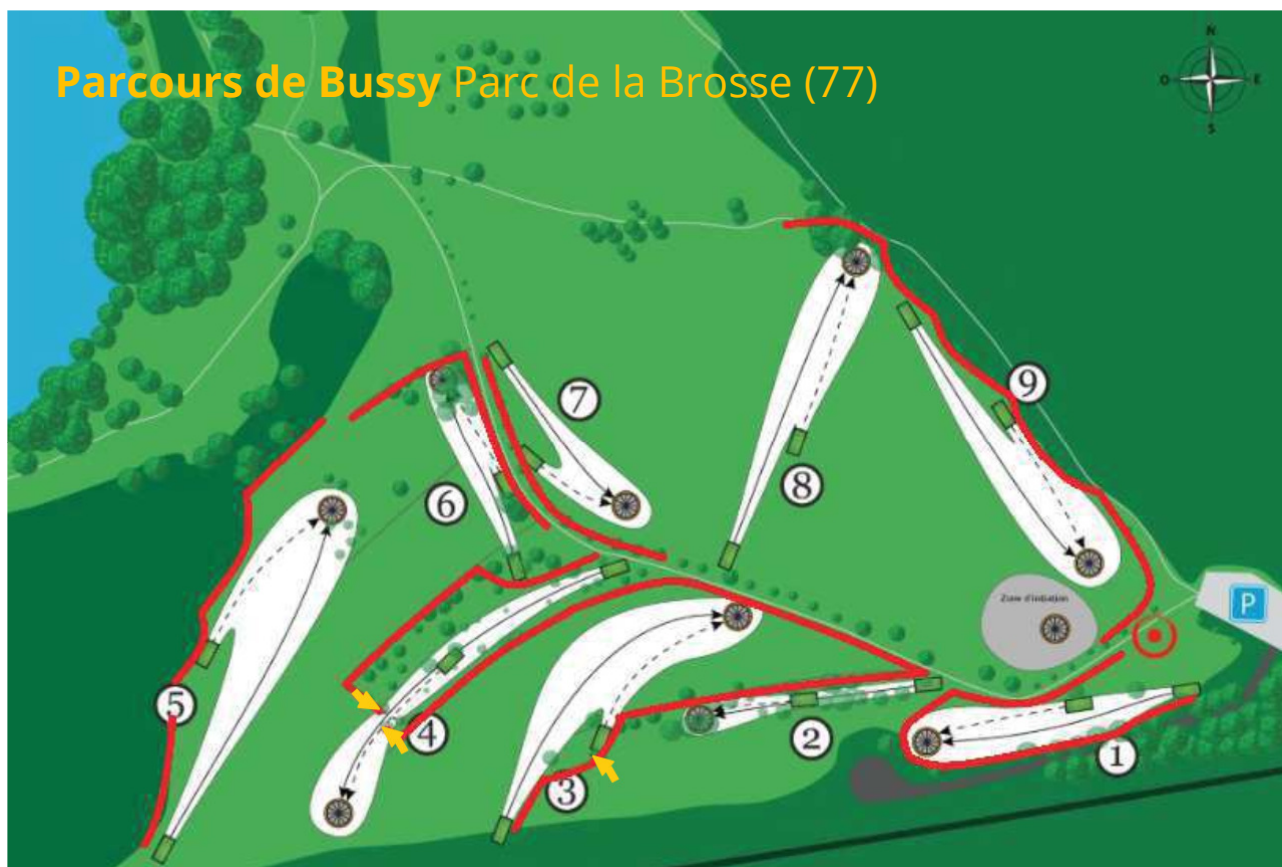 Parcours de Bussy Parc de la Brosse (77)
N
O E
S
7
9
6
8
Zone d'initiation
P
5
4
2
3
1